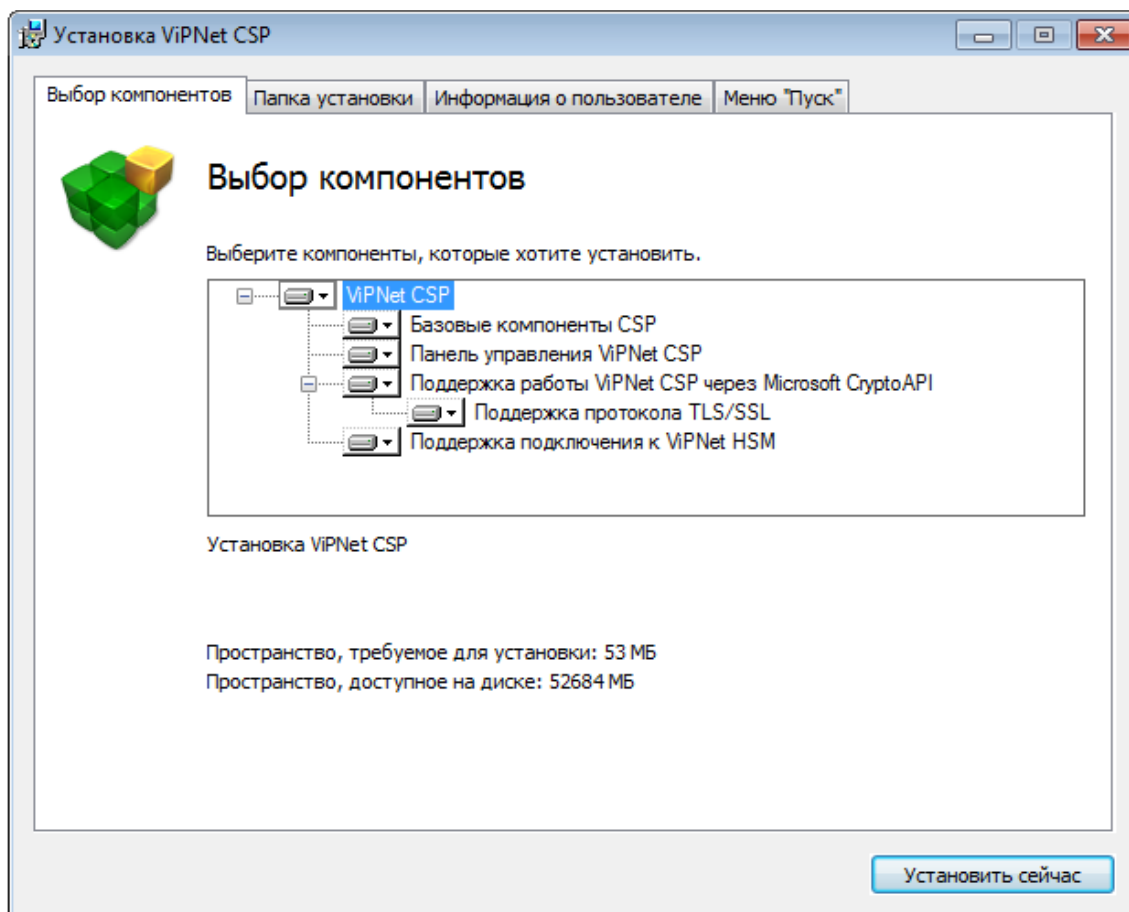 Установка ViPNet CSP
Выбор компонентов
Папка установки
Информация о пользователе
Меню "Пуск"
Выбор компонентов
Выберите компоненты, которые хотите установить.
ViPNet CSP
Базовые компоненты CSP
Панель управления ViPNet CSP
Поддержка работы ViPNet CSP через Microsoft CryptoAPI
Поддержка протокола TLS/SSL
Поддержка подключения к ViPNet HSM
Установка ViPNet CSP
Пространство, требуемое для установки: 53 МБ
Пространство, доступное на диске: 52684 МБ
Установить сейчас